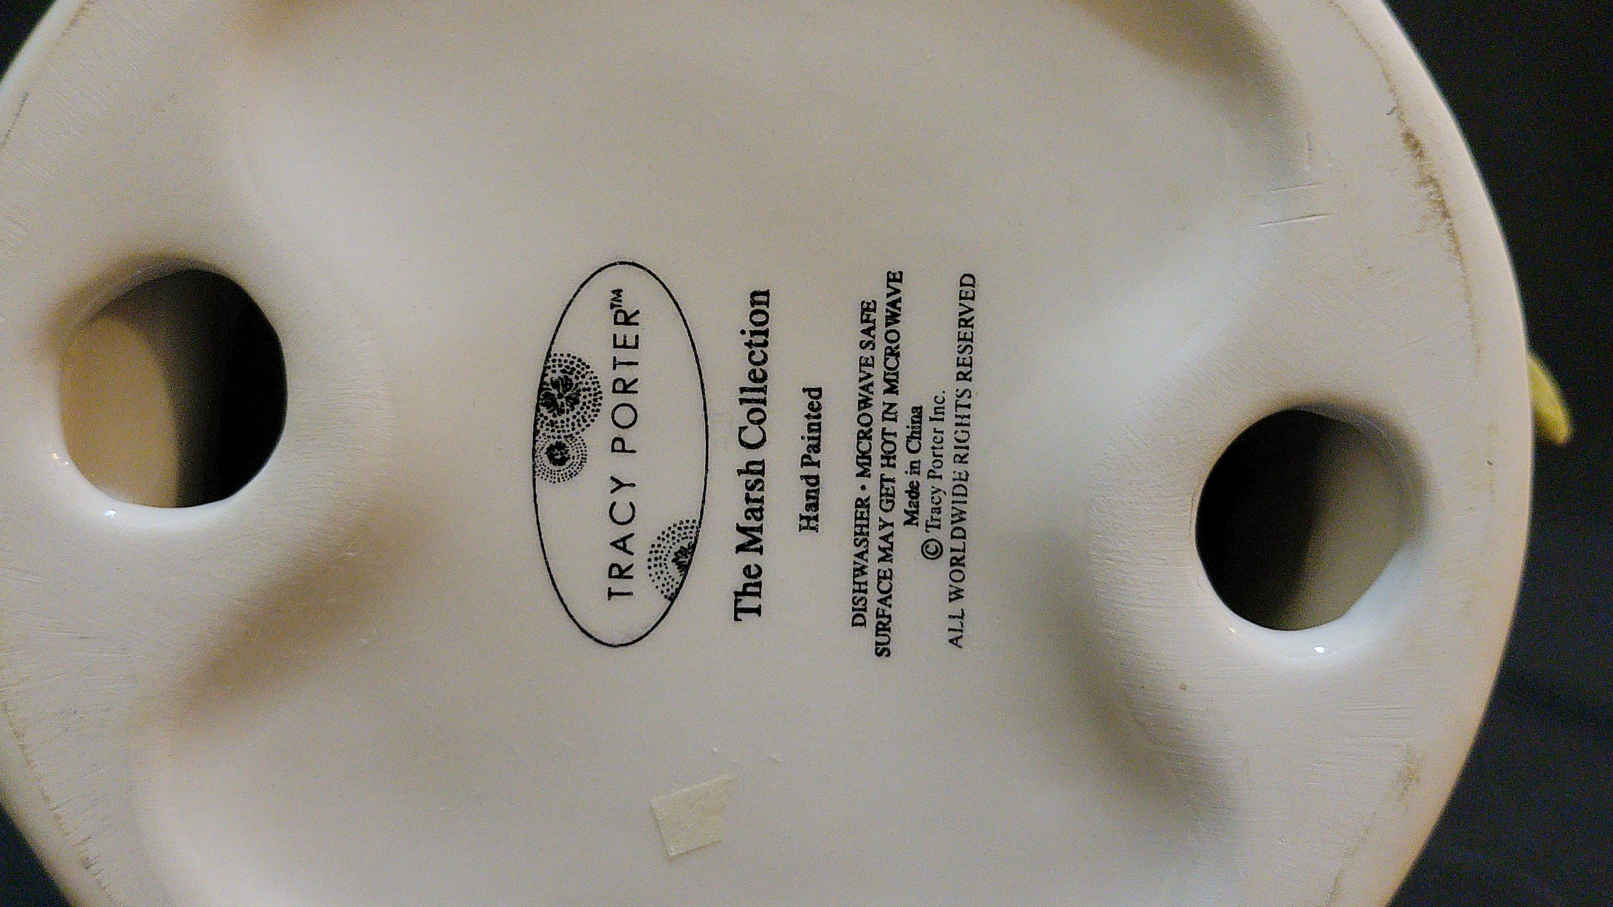 TRACY PORTER™
The Marsh Collection
Hand Painted
DISHWASHER • MICROWAVE SAFE
SURFACE MAY GET HOT IN MICROWAVE
Made in China
© Tracy Porter Inc.
ALL WORLDWIDE RIGHTS RESERVED